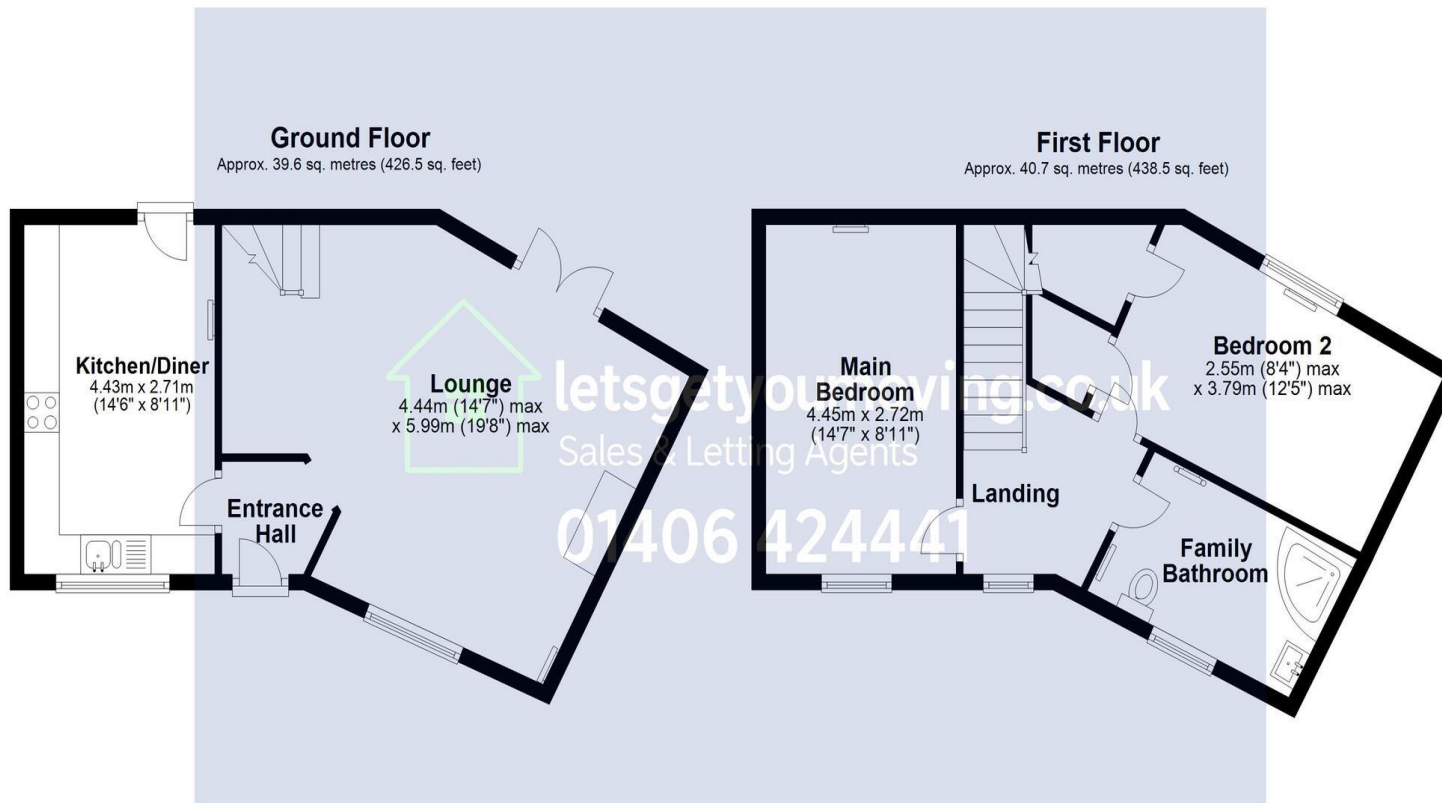 Ground Floor
Approx. 39.6 sq. metres (426.5 sq. feet)
Kitchen/Diner
4.43m x 2.71m
(14'6" x 8'11")
Lounge
4.44m (14'7") max
x 5.99m (19'8") max
Entrance
Hall
First Floor
Approx. 40.7 sq. metres (438.5 sq. feet)
Main
Bedroom
4.45m x 2.72m
(14'7" x 8'11")
Bedroom 2
2.55m (8'4") max
x 3.79m (12'5") max
Landing
Family
Bathroom
letsgetyoumoving.co.uk
Sales & Letting Agents
01406 424441